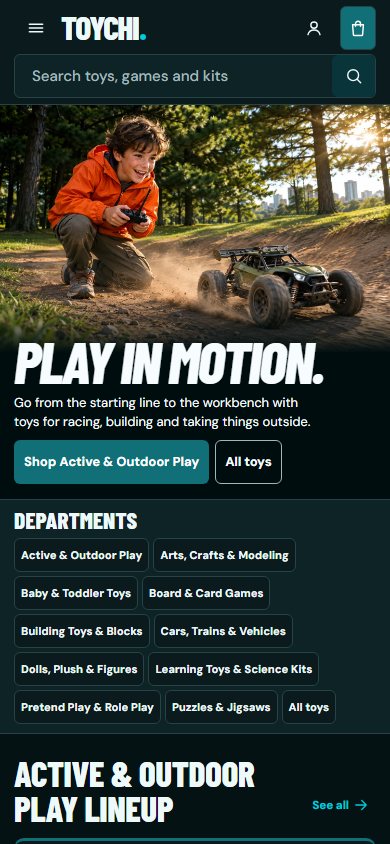 TOYCHI.
Search toys, games and kits
PLAY IN MOTION.
Go from the starting line to the workbench with
toys for racing, building and taking things outside.
Shop Active & Outdoor Play
All toys
DEPARTMENTS
Active & Outdoor Play
Arts, Crafts & Modeling
Baby & Toddler Toys
Board & Card Games
Building Toys & Blocks
Cars, Trains & Vehicles
Dolls, Plush & Figures
Learning Toys & Science Kits
Pretend Play & Role Play
Puzzles & Jigsaws
All toys
ACTIVE & OUTDOOR
PLAY LINEUP
See all